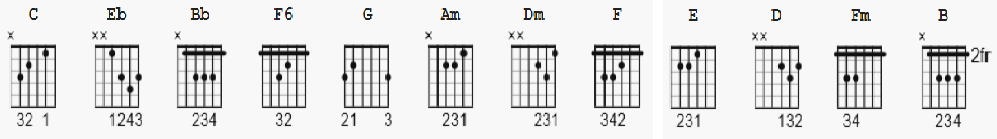 C Eb Bb F6 G Am Dm F E D Fm B
x xx x x xx xx x
2fr
32 1 1243 234 32 21 3 231 231 342 231 132 34 234